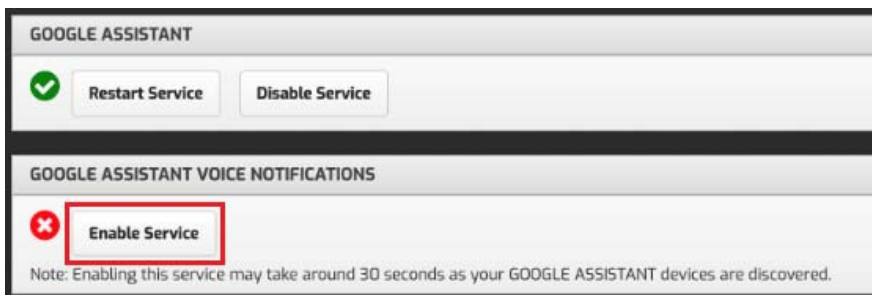 GOOGLE ASSISTANT
Restart Service Disable Service
GOOGLE ASSISTANT VOICE NOTIFICATIONS
Enable Service
Note: Enabling this service may take around 30 seconds as your GOOGLE ASSISTANT devices are discovered.